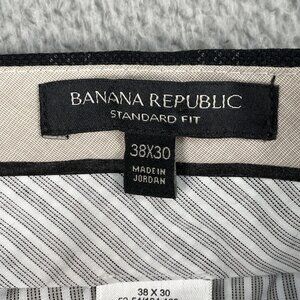 BANANA REPUBLIC
STANDARD FIT
38X30
MADE IN
JORDAN
38 X 30